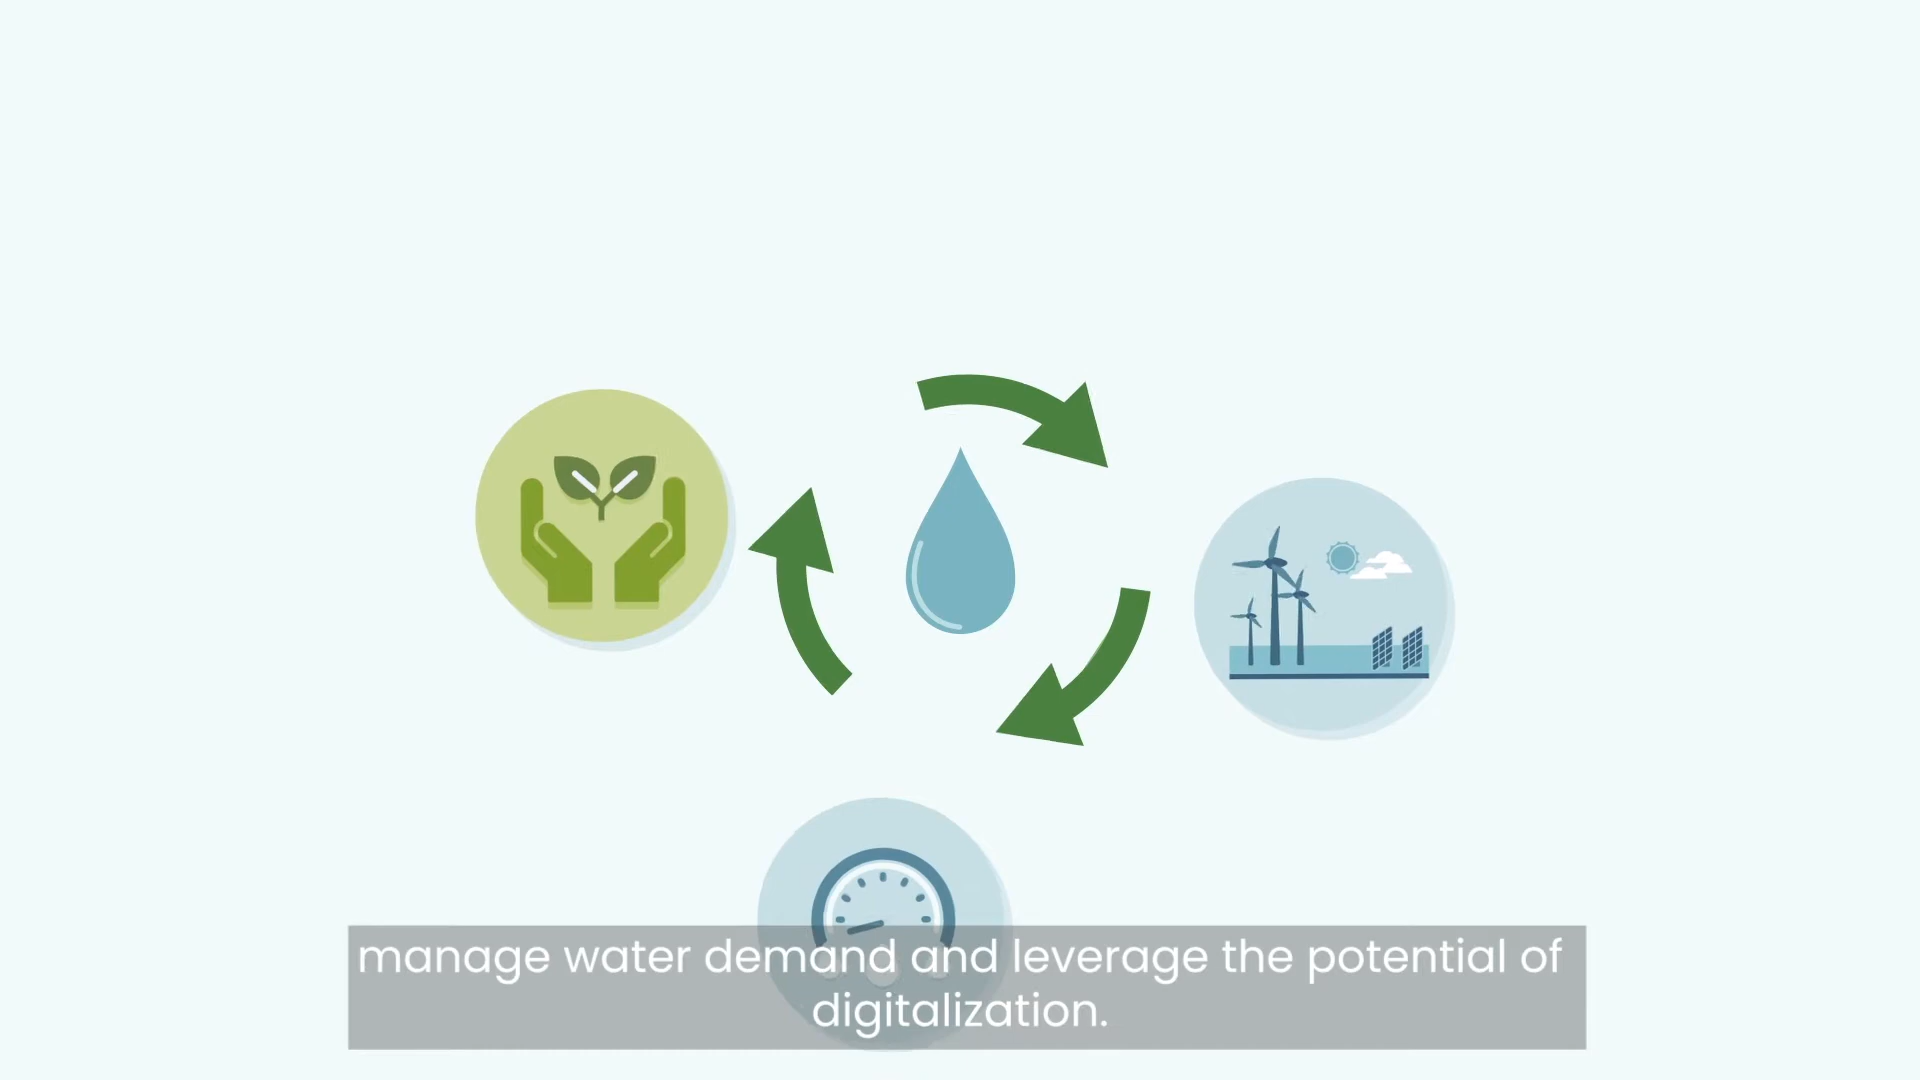 manage water demand and leverage the potential of
digitalization.